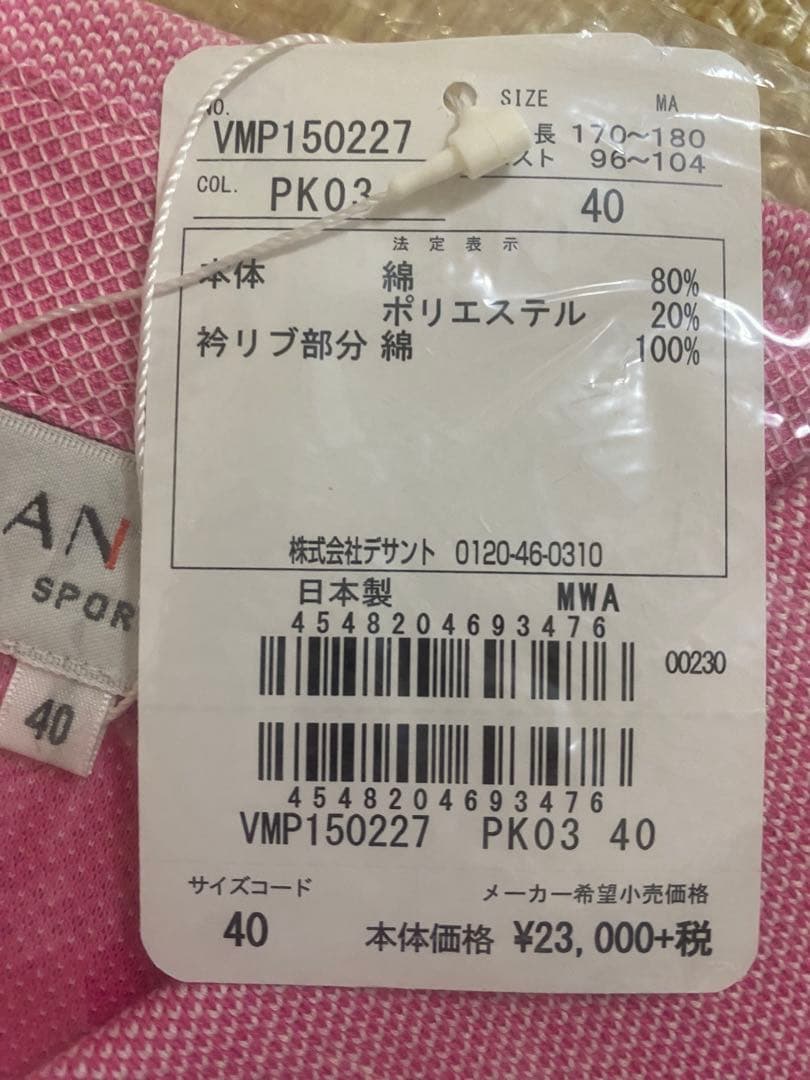 NO.
VMP150227
SIZE MA
長 170〜180
スト 96〜104
COL. PK03
40
法定表示
本体 綿 80%
ポリエステル 20%
衿リブ部分 綿 100%
株式会社デサント 0120-46-0310
日本製 MWA
4548204693476
00230
4548204693476
VMP150227 PK03 40
サイズコード メーカー希望小売価格
40 本体価格 ¥23,000+税
AN
SPOR
40